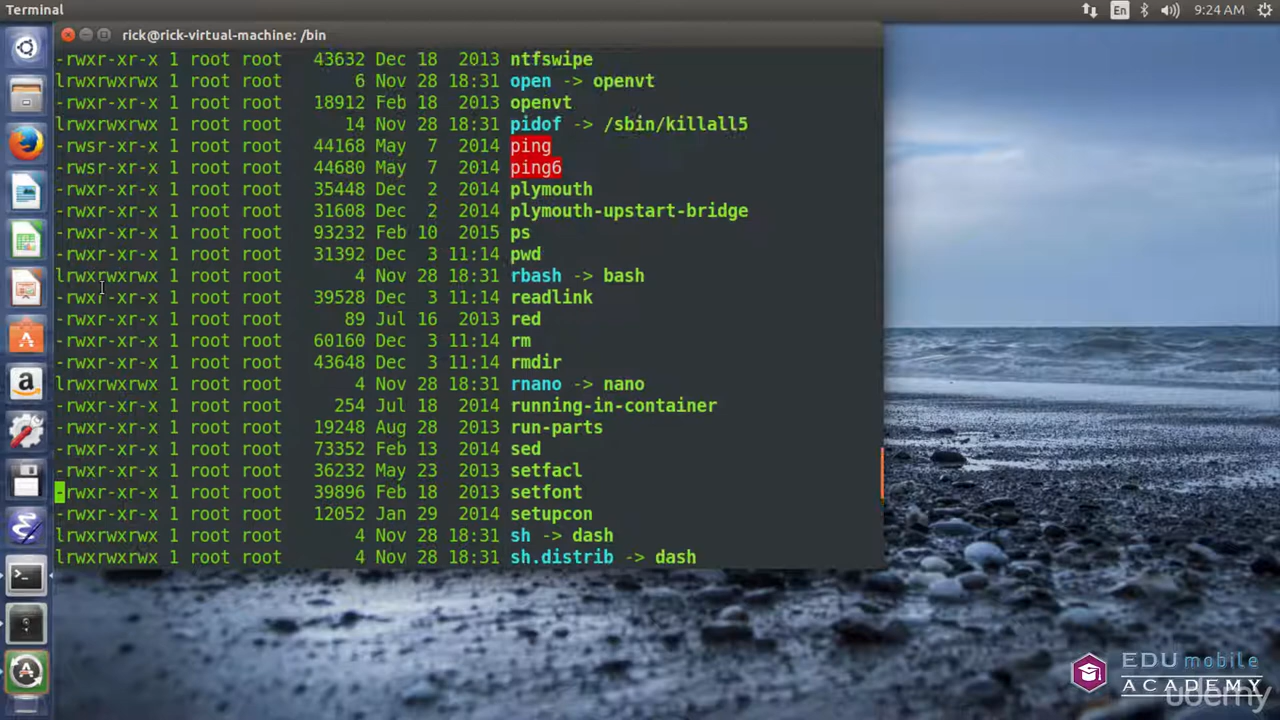 Terminal
En
9:24 AM
rick@rick-virtual-machine: /bin
-rwxr-xr-x 1 root root 43632 Dec 18 2013 ntfswipe
lrwxrwxrwx 1 root root 6 Nov 28 18:31 open -> openvt
-rwxr-xr-x 1 root root 18912 Feb 18 2013 openvt
lrwxrwxrwx 1 root root 14 Nov 28 18:31 pidof -> /sbin/killall5
-rwsr-xr-x 1 root root 44168 May 7 2014 ping
-rwsr-xr-x 1 root root 44680 May 7 2014 ping6
-rwxr-xr-x 1 root root 35448 Dec 2 2014 plymouth
-rwxr-xr-x 1 root root 31608 Dec 2 2014 plymouth-upstart-bridge
-rwxr-xr-x 1 root root 93232 Feb 10 2015 ps
-rwxr-xr-x 1 root root 31392 Dec 3 11:14 pwd
lrwxrwxrwx 1 root root 4 Nov 28 18:31 rbash -> bash
-rwxr-xr-x 1 root root 39528 Dec 3 11:14 readlink
-rwxr-xr-x 1 root root 89 Jul 16 2013 red
-rwxr-xr-x 1 root root 60160 Dec 3 11:14 rm
-rwxr-xr-x 1 root root 43648 Dec 3 11:14 rmdir
lrwxrwxrwx 1 root root 4 Nov 28 18:31 rnano -> nano
-rwxr-xr-x 1 root root 254 Jul 18 2014 running-in-container
-rwxr-xr-x 1 root root 19248 Aug 28 2013 run-parts
-rwxr-xr-x 1 root root 73352 Feb 13 2014 sed
-rwxr-xr-x 1 root root 36232 May 23 2013 setfacl
-rwxr-xr-x 1 root root 39896 Feb 18 2013 setfont
-rwxr-xr-x 1 root root 12052 Jan 29 2014 setupcon
lrwxrwxrwx 1 root root 4 Nov 28 18:31 sh -> dash
lrwxrwxrwx 1 root root 4 Nov 28 18:31 sh.distrib -> dash
EDU mobile
ACADEMY
udemy